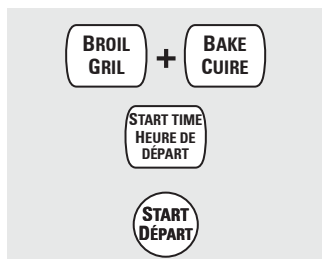 BROIL
GRIL
+
BAKE
CUIRE
START TIME
HEURE DE
DÉPART
START
DÉPART